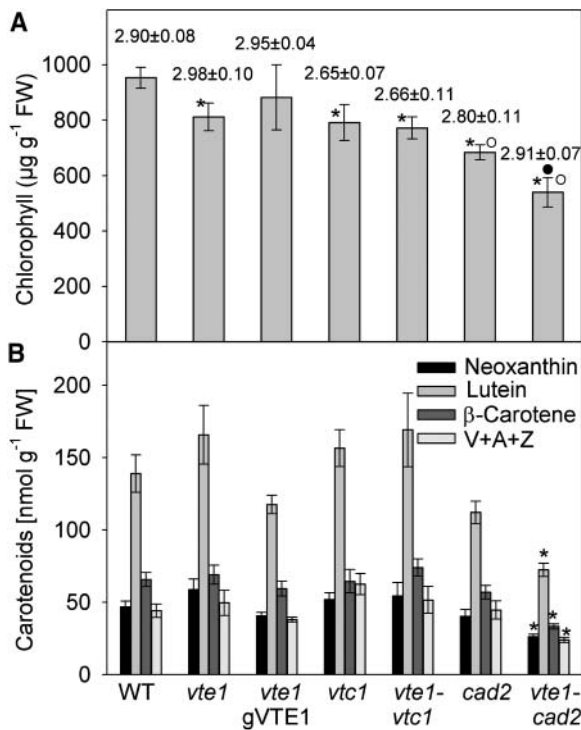 A
2.90±0.08
2.98±0.10
2.95±0.04
2.65±0.07
2.66±0.11
2.80±0.11
2.91±0.07
Chlorophyll (µg g⁻¹ FW)
1000
800
600
400
200
0
*
*
*
*○
●
*○
B
Neoxanthin
Lutein
β-Carotene
V+A+Z
Carotenoids [nmol g⁻¹ FW]
200
150
100
50
0
*
* * *
WT vte1 vte1 vtc1 vte1- cad2 vte1-
gVTE1 vtc1 cad2